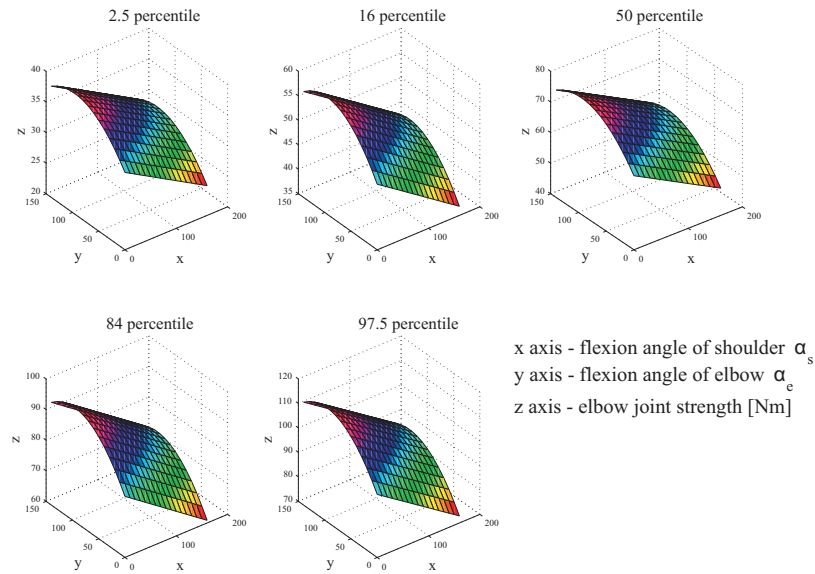 2.5 percentile
16 percentile
50 percentile
40
35
30
25
20
z
150
100
50
0
y
0
100
200
x
60
55
50
45
40
35
z
150
100
50
0
y
0
100
200
x
80
70
60
50
40
z
150
100
50
0
y
0
100
200
x
84 percentile
97.5 percentile
100
90
80
70
60
z
150
100
50
0
y
0
100
200
x
120
110
100
90
80
70
z
150
100
50
0
y
0
100
200
x
x axis - flexion angle of shoulder α_s
y axis - flexion angle of elbow α_e
z axis - elbow joint strength [Nm]